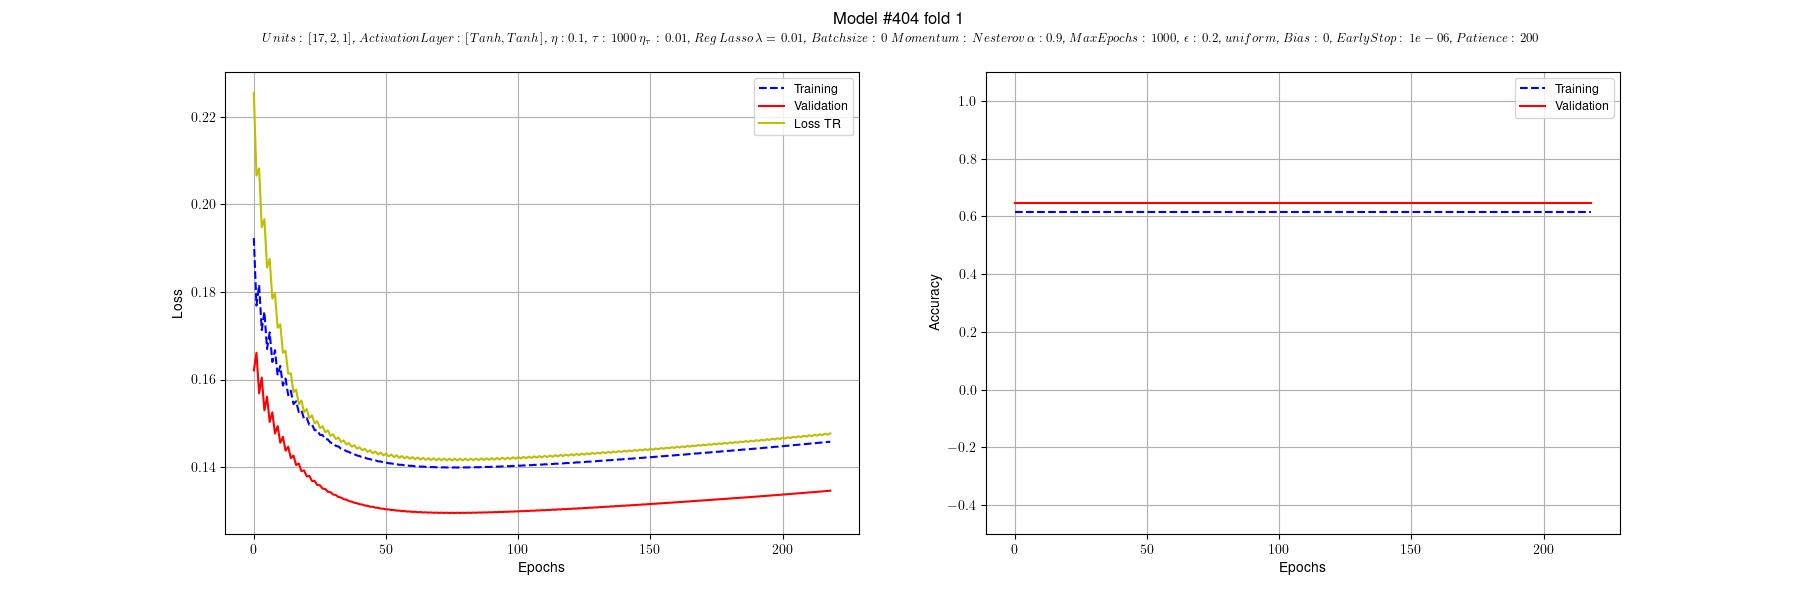 Model #404 fold 1
Units : [17, 2, 1], ActivationLayer : [Tanh, Tanh], η : 0.1, τ : 1000 η_τ : 0.01, Reg Lasso λ = 0.01, Batchsize : 0 Momentum : Nesterov α : 0.9, MaxEpochs : 1000, ϵ : 0.2, uniform, Bias : 0, EarlyStop : 1e − 06, Patience : 200
Training
Validation
Loss TR
0.22
0.20
0.18
0.16
0.14
Loss
0 50 100 150 200
Epochs
Training
Validation
1.0
0.8
0.6
0.4
0.2
0.0
−0.2
−0.4
Accuracy
0 50 100 150 200
Epochs